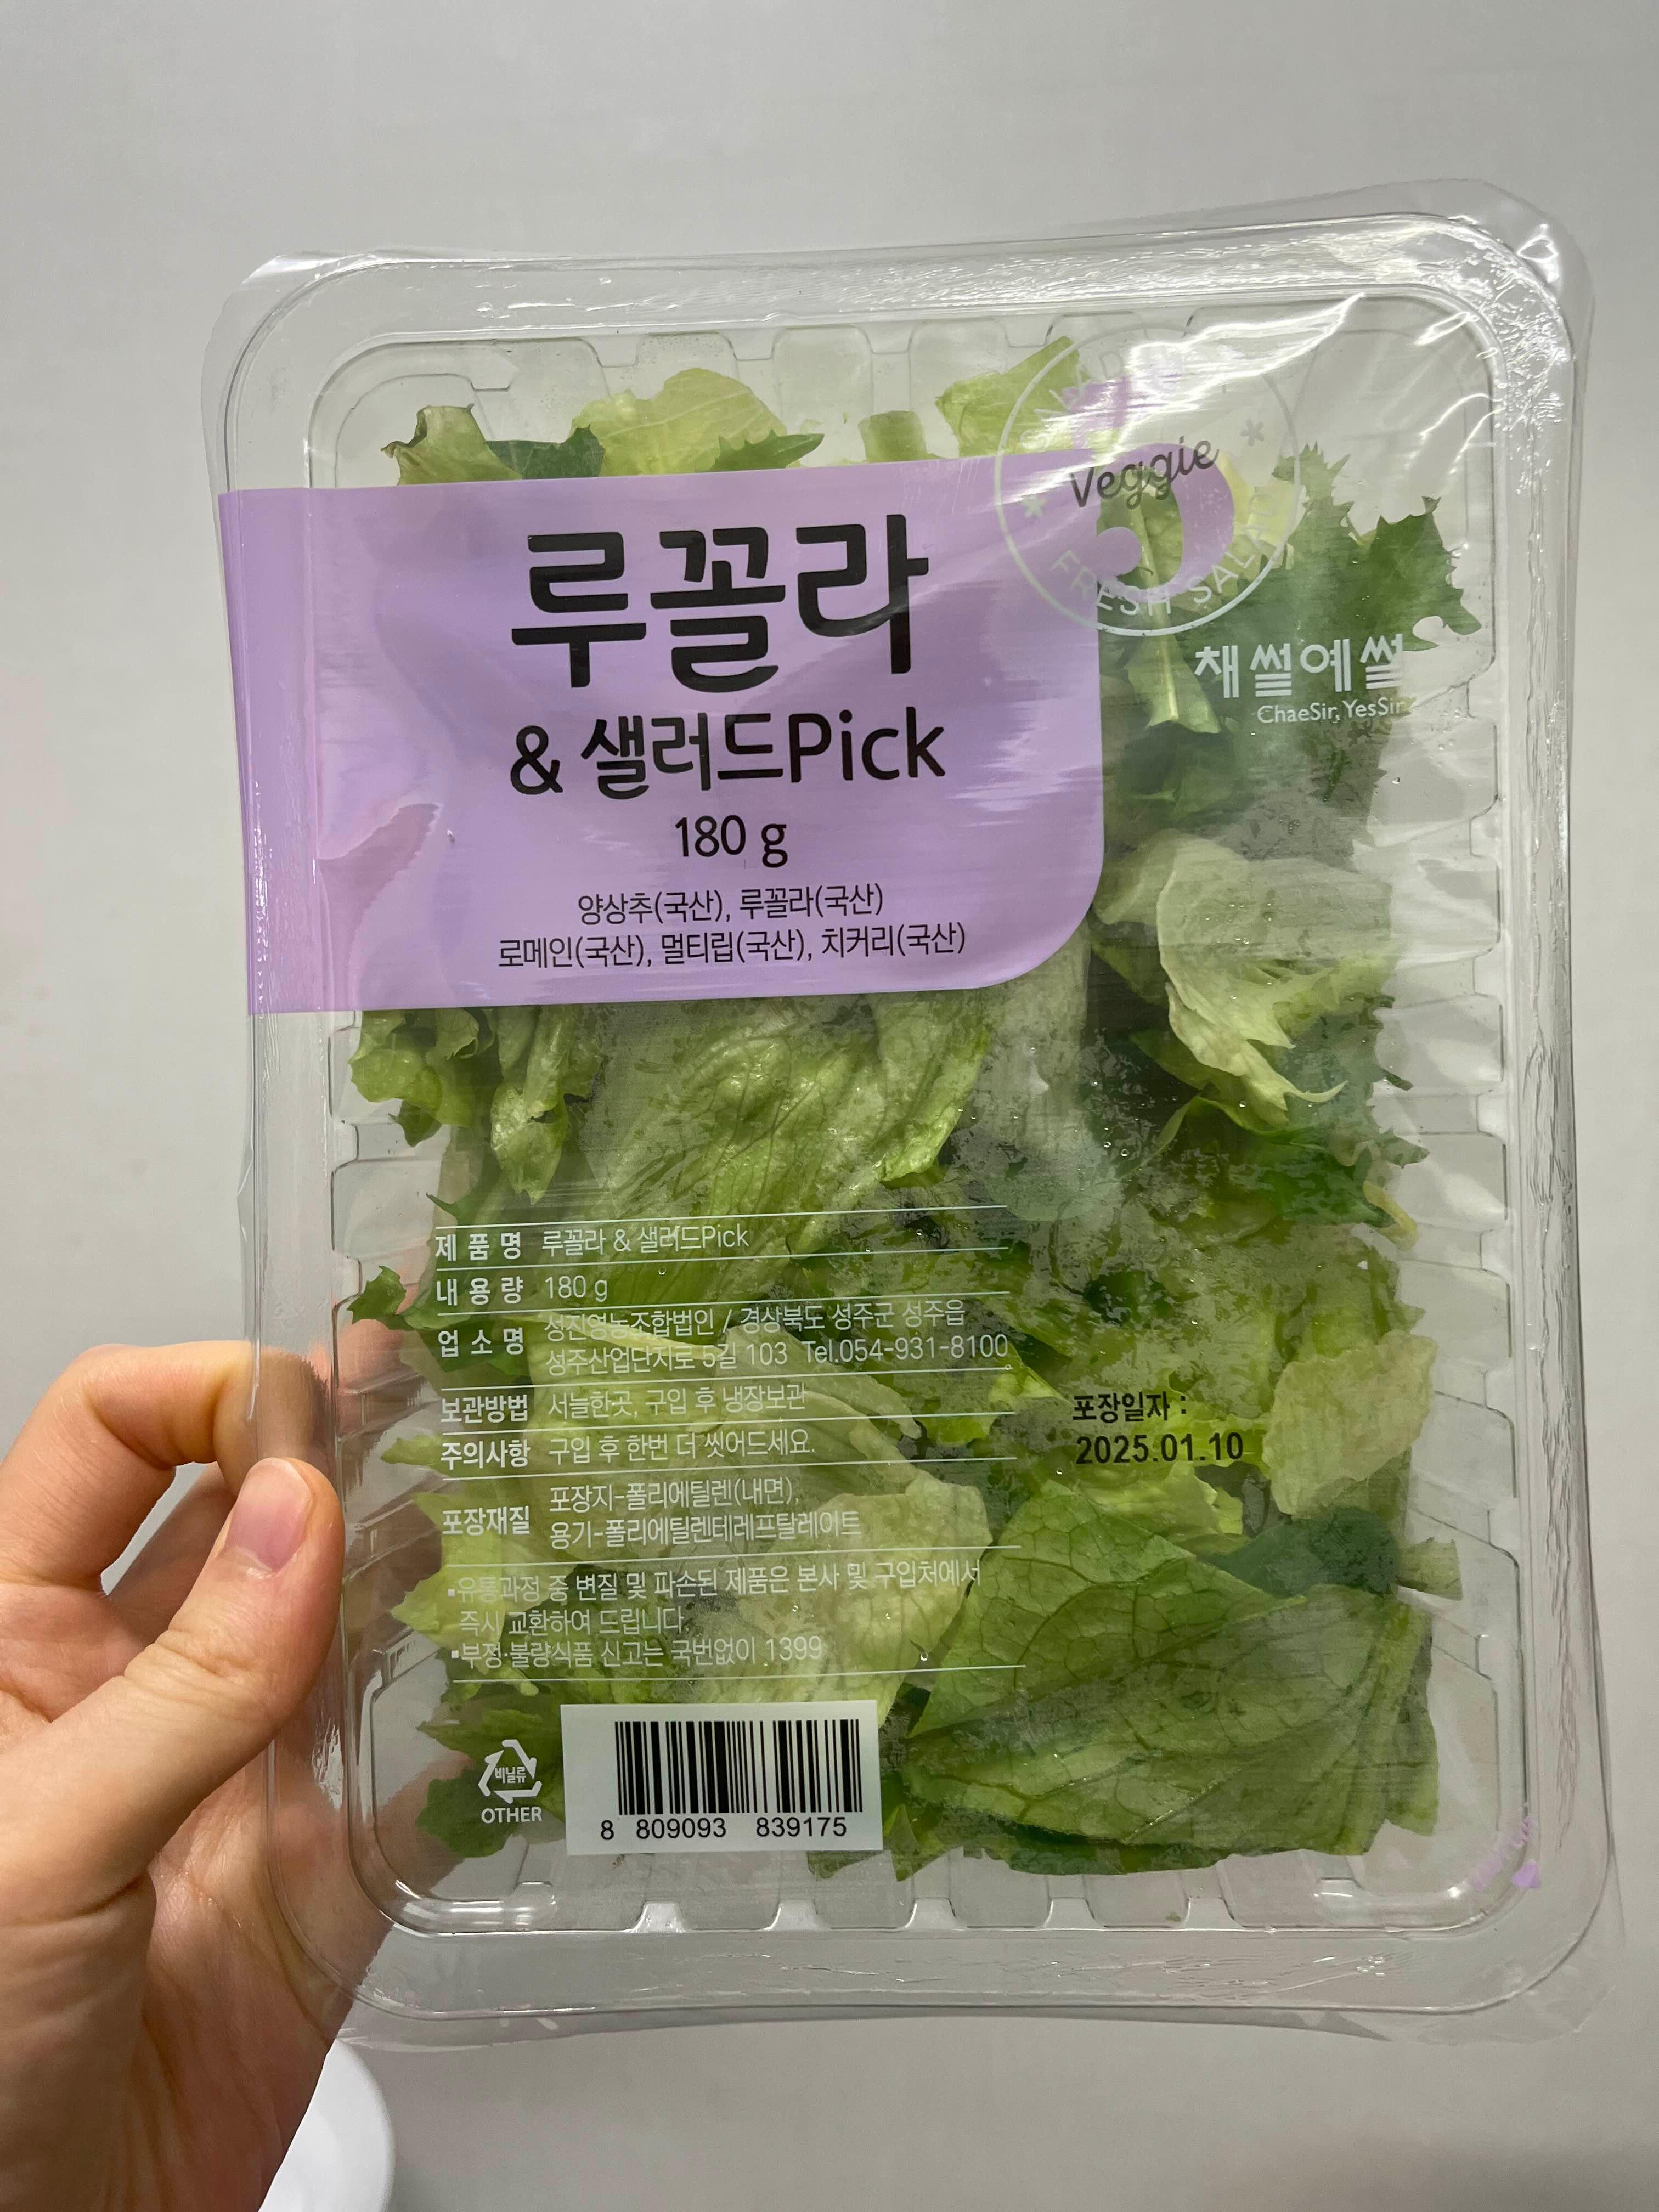 5
Veggie
FRESH SALAD
채썰예썰
ChaeSir, YesSir
루꼴라
& 샐러드Pick
180 g
양상추(국산), 루꼴라(국산)
로메인(국산), 멀티립(국산), 치커리(국산)
제품명 루꼴라 & 샐러드Pick
내용량 180 g
업소명 성진영농조합법인 / 경상북도 성주군 성주읍
성주산업단지로 5길 103 Tel.054-931-8100
보관방법 서늘한곳, 구입 후 냉장보관
주의사항 구입 후 한번 더 씻어드세요.
포장재질 포장지-폴리에틸렌(내면),
용기-폴리에틸렌테레프탈레이트
▪유통과정 중 변질 및 파손된 제품은 본사 및 구입처에서
즉시 교환하여 드립니다.
▪부정·불량식품 신고는 국번없이 1399
포장일자 :
2025.01.10
비닐류
OTHER
8 809093 839175